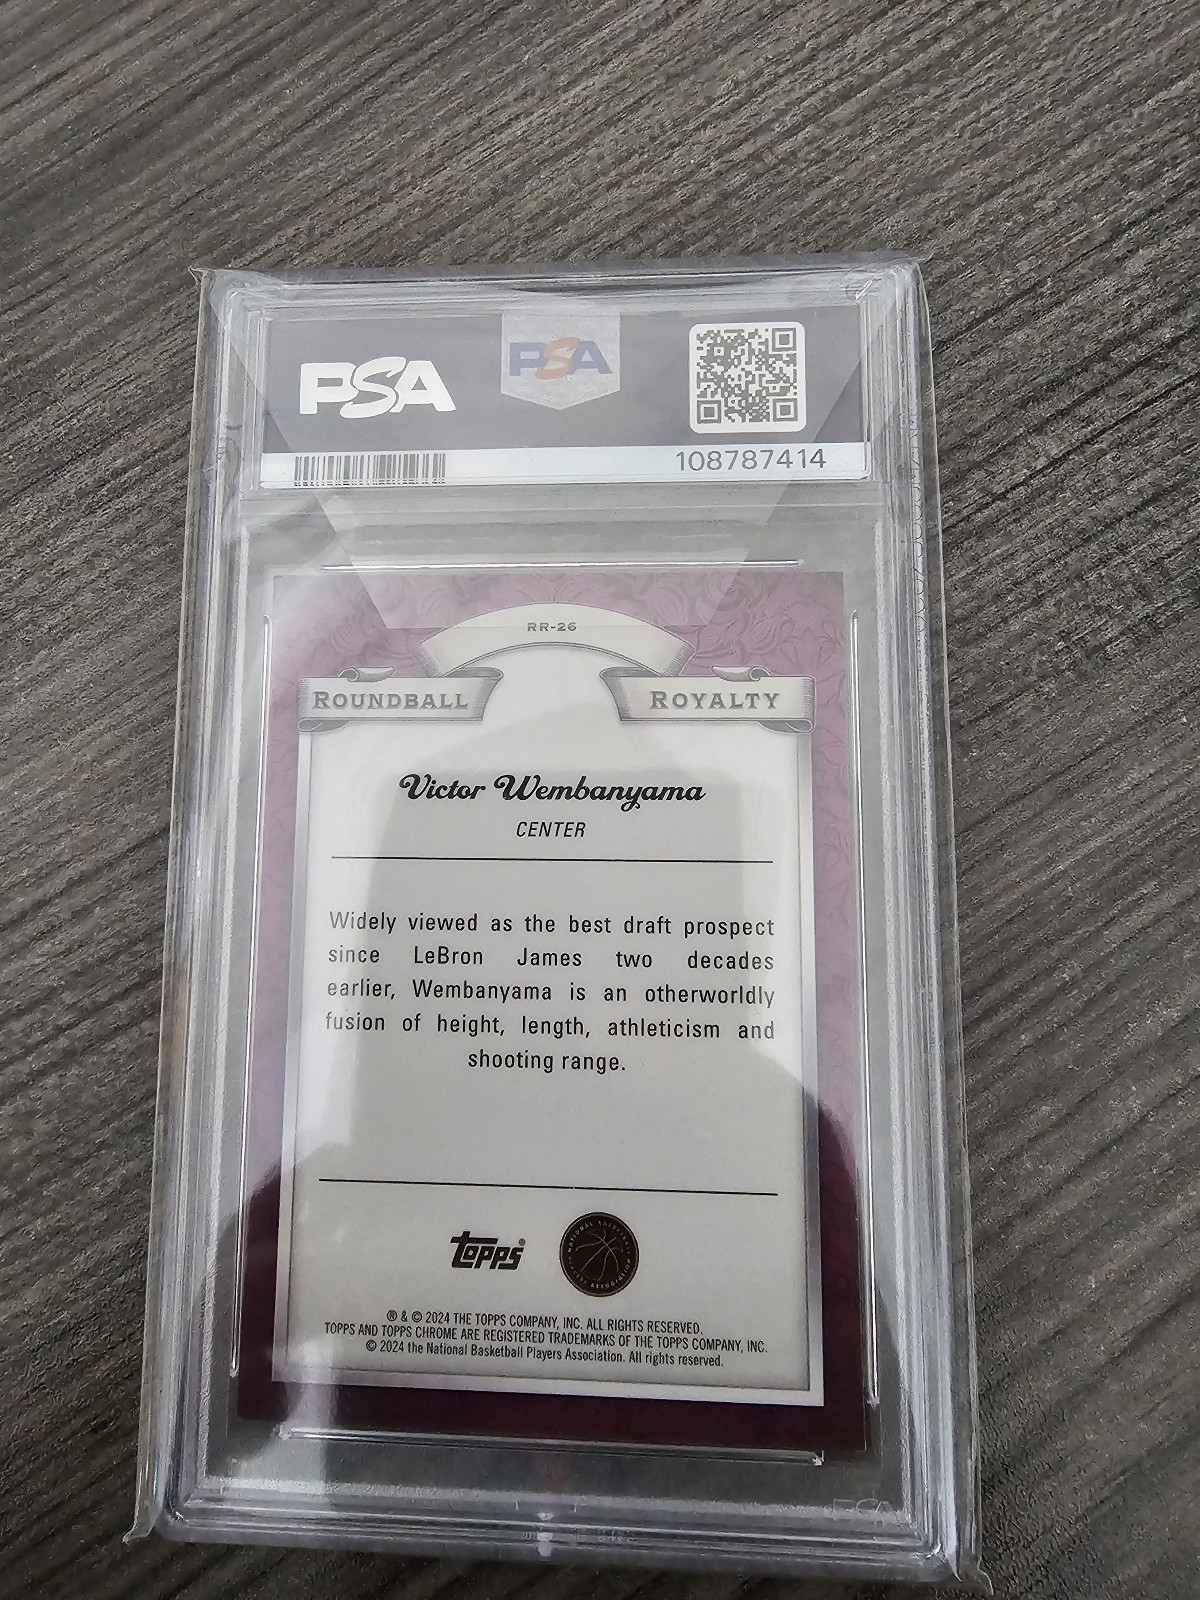 PSA
PSA
108787414
RR-26
ROUNDBALL ROYALTY
Victor Wembanyama
CENTER
Widely viewed as the best draft prospect
since LeBron James two decades
earlier, Wembanyama is an otherworldly
fusion of height, length, athleticism and
shooting range.
Topps®
® & © 2024 THE TOPPS COMPANY, INC. ALL RIGHTS RESERVED.
TOPPS AND TOPPS CHROME ARE REGISTERED TRADEMARKS OF THE TOPPS COMPANY, INC.
© 2024 the National Basketball Players Association. All rights reserved.